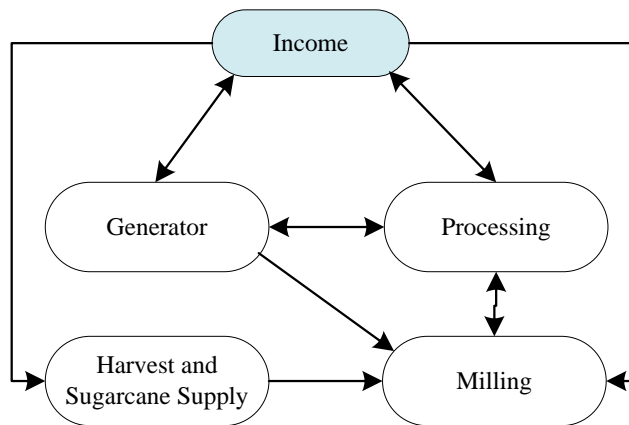 Income
Generator
Processing
Harvest and
Sugarcane Supply
Milling